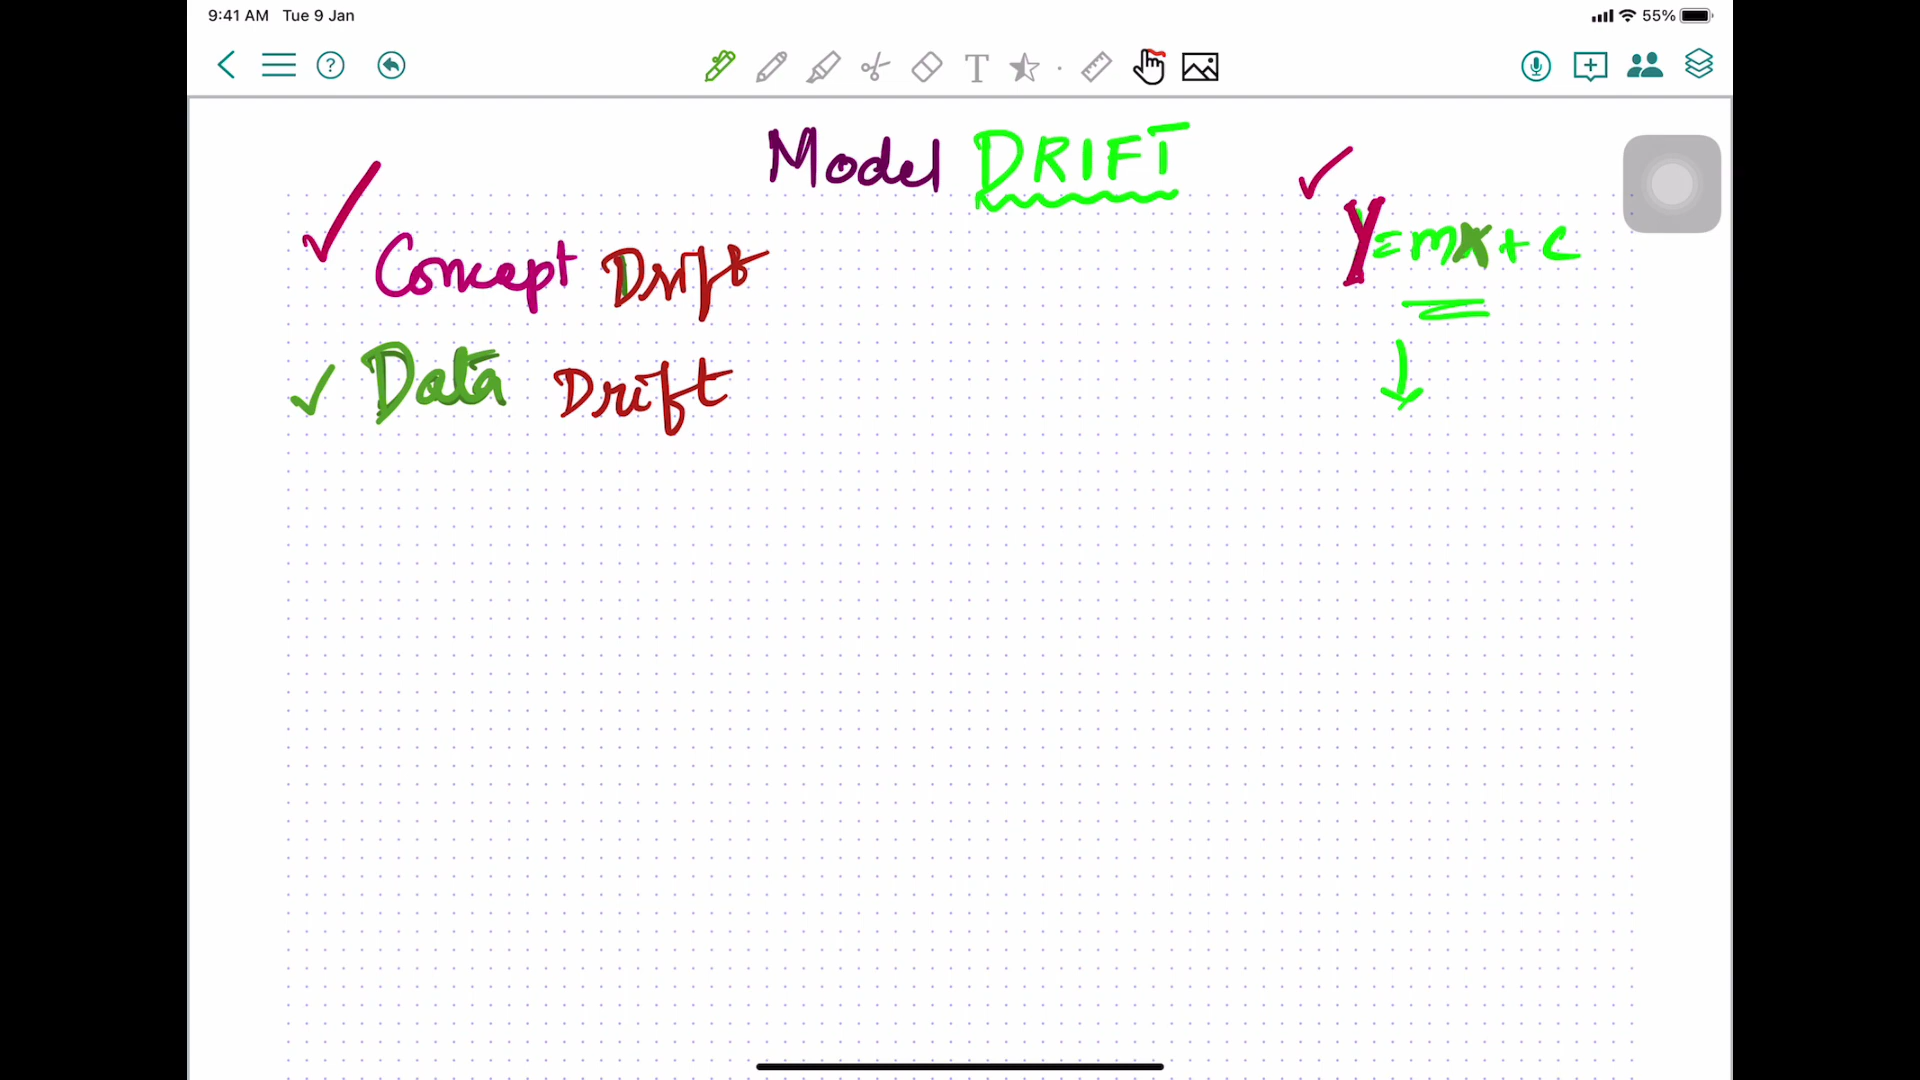 9:41 AM Tue 9 Jan
55%
Model DRIFT
Y=mx+c
Concept Drift
Data Drift